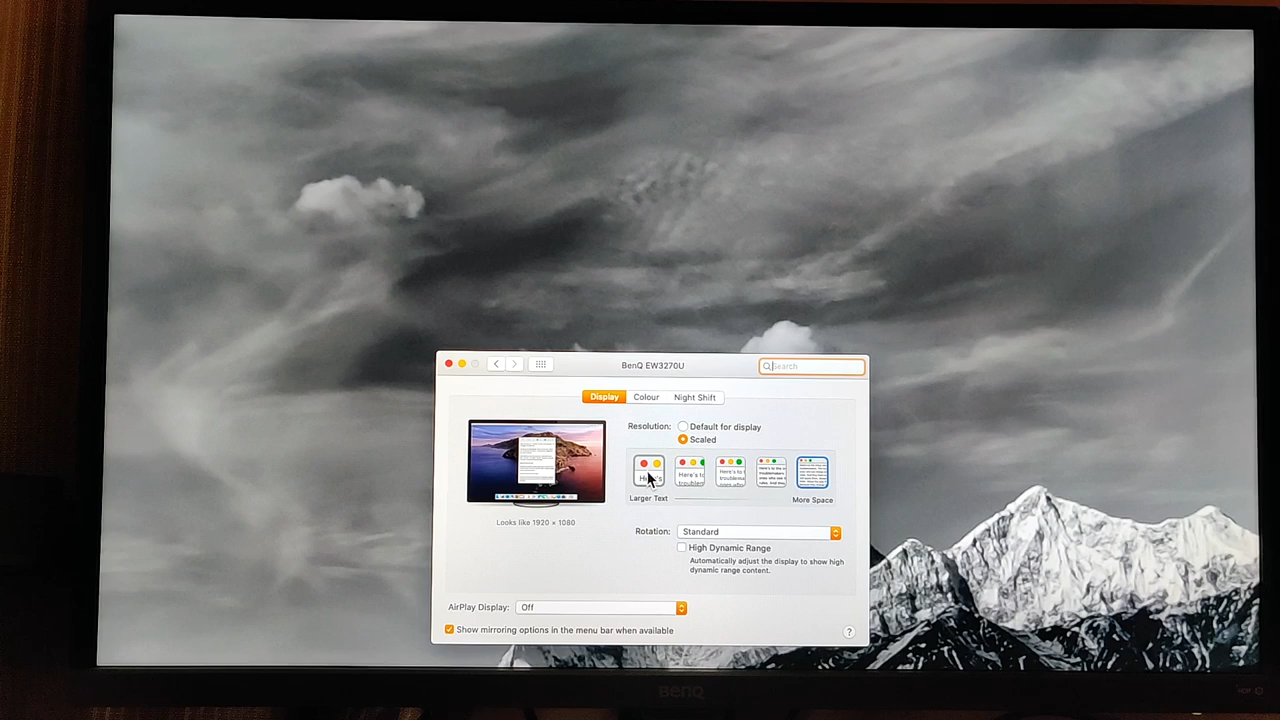 BenQ EW3270U
Search
Display Colour Night Shift
Resolution: Default for display
Scaled
Larger Text More Space
Looks like 1920 × 1080
Rotation: Standard
High Dynamic Range
Automatically adjust the display to show high
dynamic range content.
AirPlay Display: Off
Show mirroring options in the menu bar when available
?
BenQ